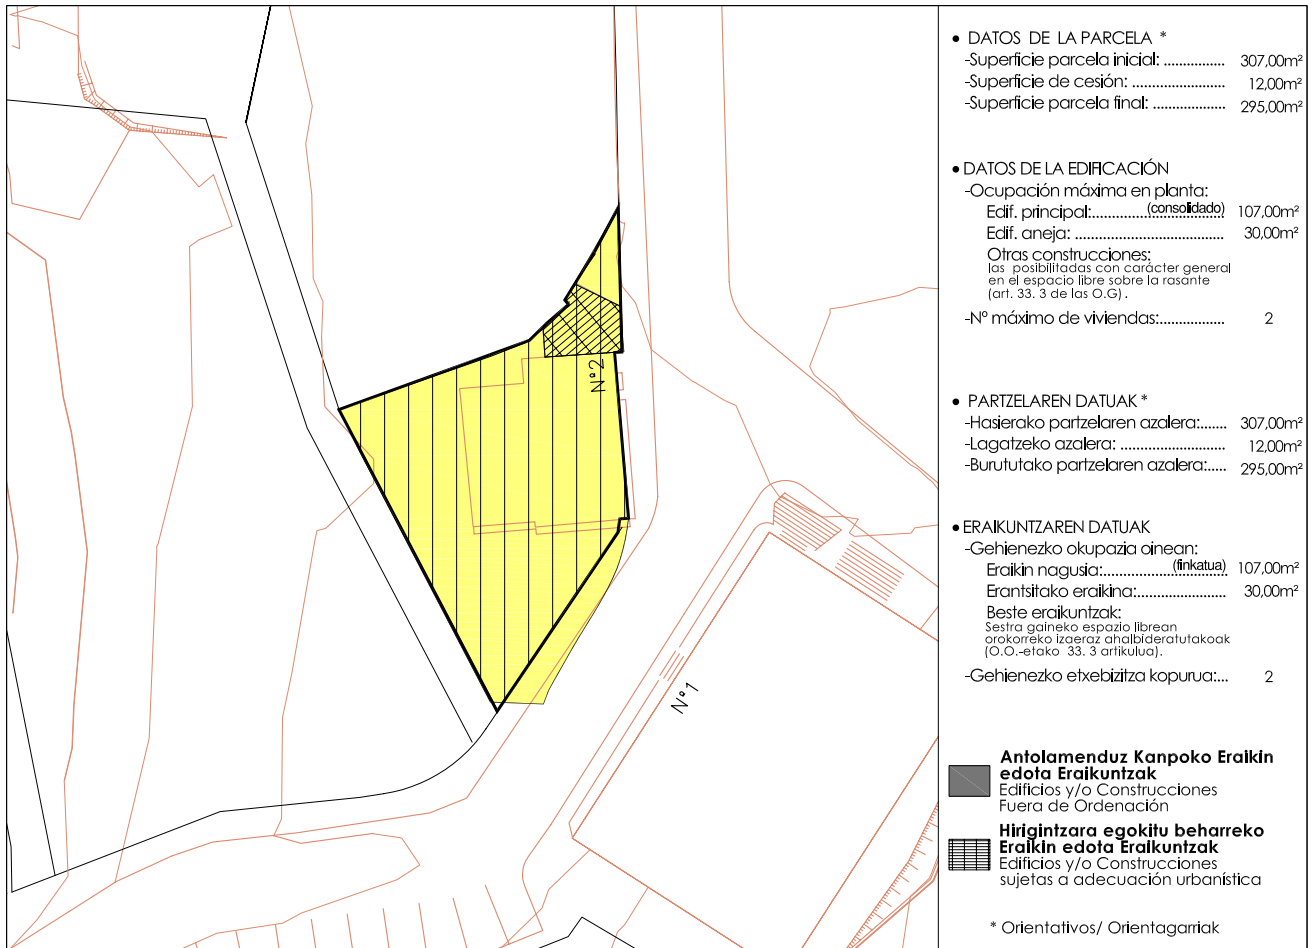 • DATOS DE LA PARCELA *
-Superficie parcela inicial: ................ 307,00m²
-Superficie de cesión: ........................ 12,00m²
-Superficie parcela final: ................... 295,00m²
• DATOS DE LA EDIFICACIÓN
-Ocupación máxima en planta:
Edif. principal:.............(consolidado) 107,00m²
Edif. aneja: ....................................... 30,00m²
Otras construcciones:
las posibilitadas con carácter general
en el espacio libre sobre la rasante
(art. 33. 3 de las O.G) .
-Nº máximo de viviendas:................. 2
• PARTZELAREN DATUAK *
-Hasierako partzelaren azalera:....... 307,00m²
-Lagatzeko azalera: ........................... 12,00m²
-Burututako partzelaren azalera:..... 295,00m²
• ERAIKUNTZAREN DATUAK
-Gehienezko okupazia oinean:
Eraikin nagusia:..................(finkatua) 107,00m²
Erantsitako eraikina:....................... 30,00m²
Beste eraikuntzak:
Sestra gaineko espazio librean
orokorreko izaeraz ahalbideratutakoak
(O.O.-etako 33. 3 artikulua).
-Gehienezko etxebizitza kopurua:... 2
Antolamenduz Kanpoko Eraikin
edota Eraikuntzak
Edificios y/o Construcciones
Fuera de Ordenación
Hirigintzara egokitu beharreko
Eraikin edota Eraikuntzak
Edificios y/o Construcciones
sujetas a adecuación urbanística
* Orientativos/ Orientagarriak
Nº2
Nº1